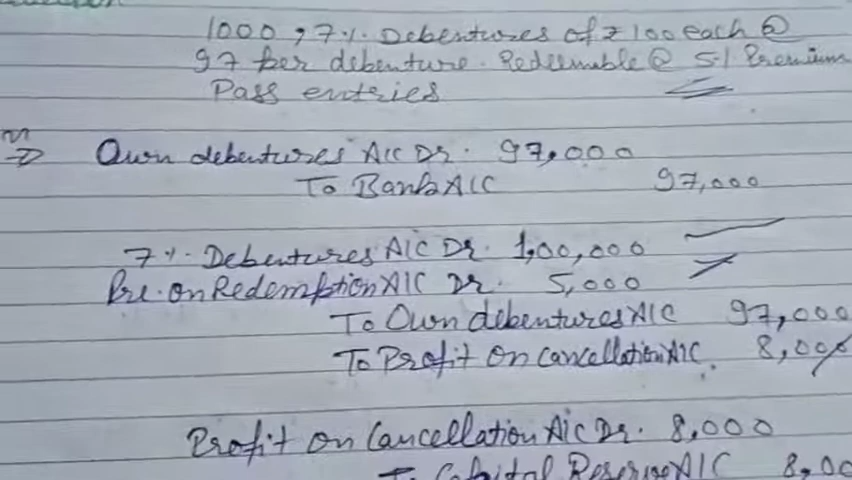 1000, 7% Debentures of ₹100 each @
97 per debenture. Redeemable @ 5% Premium
Pass entries
Own debentures A/c Dr. 97,000
To Bank A/C 97,000
7% Debentures A/C Dr. 1,00,000
Pre. on Redemption A/C Dr. 5,000
To Own debentures A/C 97,000
To Profit on Cancellation A/C. 8,000
Profit on Cancellation A/C Dr. 8,000
To Capital Reserve A/C 8,00